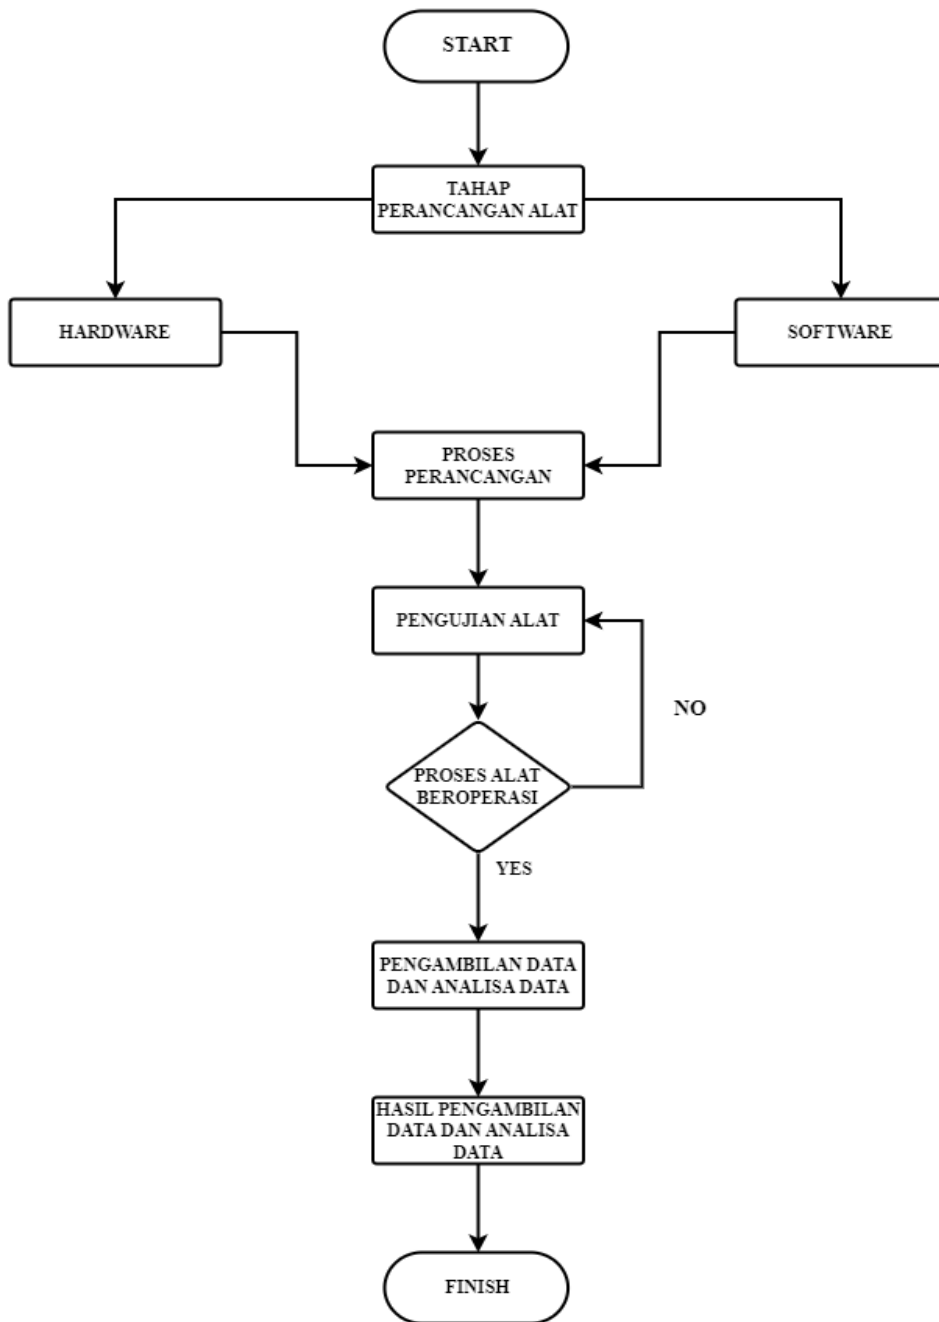 START
TAHAP
PERANCANGAN ALAT
HARDWARE
SOFTWARE
PROSES
PERANCANGAN
PENGUJIAN ALAT
NO
PROSES ALAT
BEROPERASI
YES
PENGAMBILAN DATA
DAN ANALISA DATA
HASIL PENGAMBILAN
DATA DAN ANALISA
DATA
FINISH